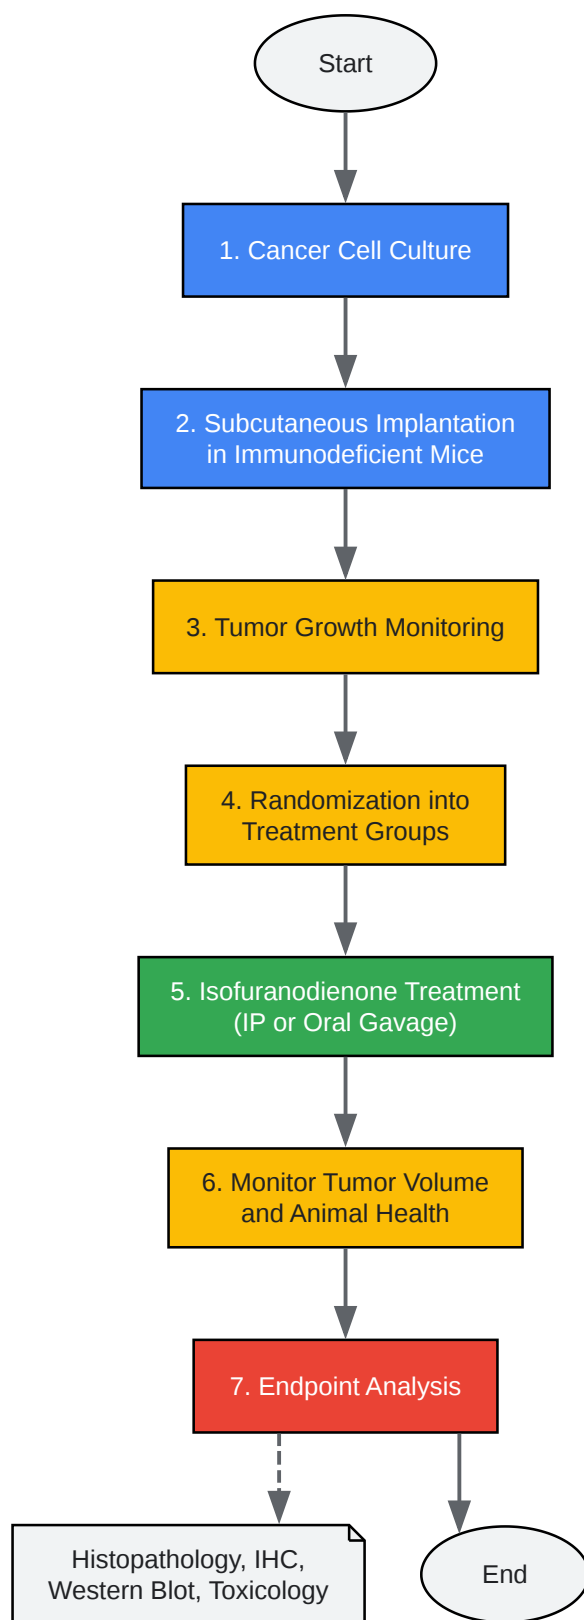 Start
1. Cancer Cell Culture
2. Subcutaneous Implantation
in Immunodeficient Mice
3. Tumor Growth Monitoring
4. Randomization into
Treatment Groups
5. Isofuranodienone Treatment
(IP or Oral Gavage)
6. Monitor Tumor Volume
and Animal Health
7. Endpoint Analysis
Histopathology, IHC,
Western Blot, Toxicology
End